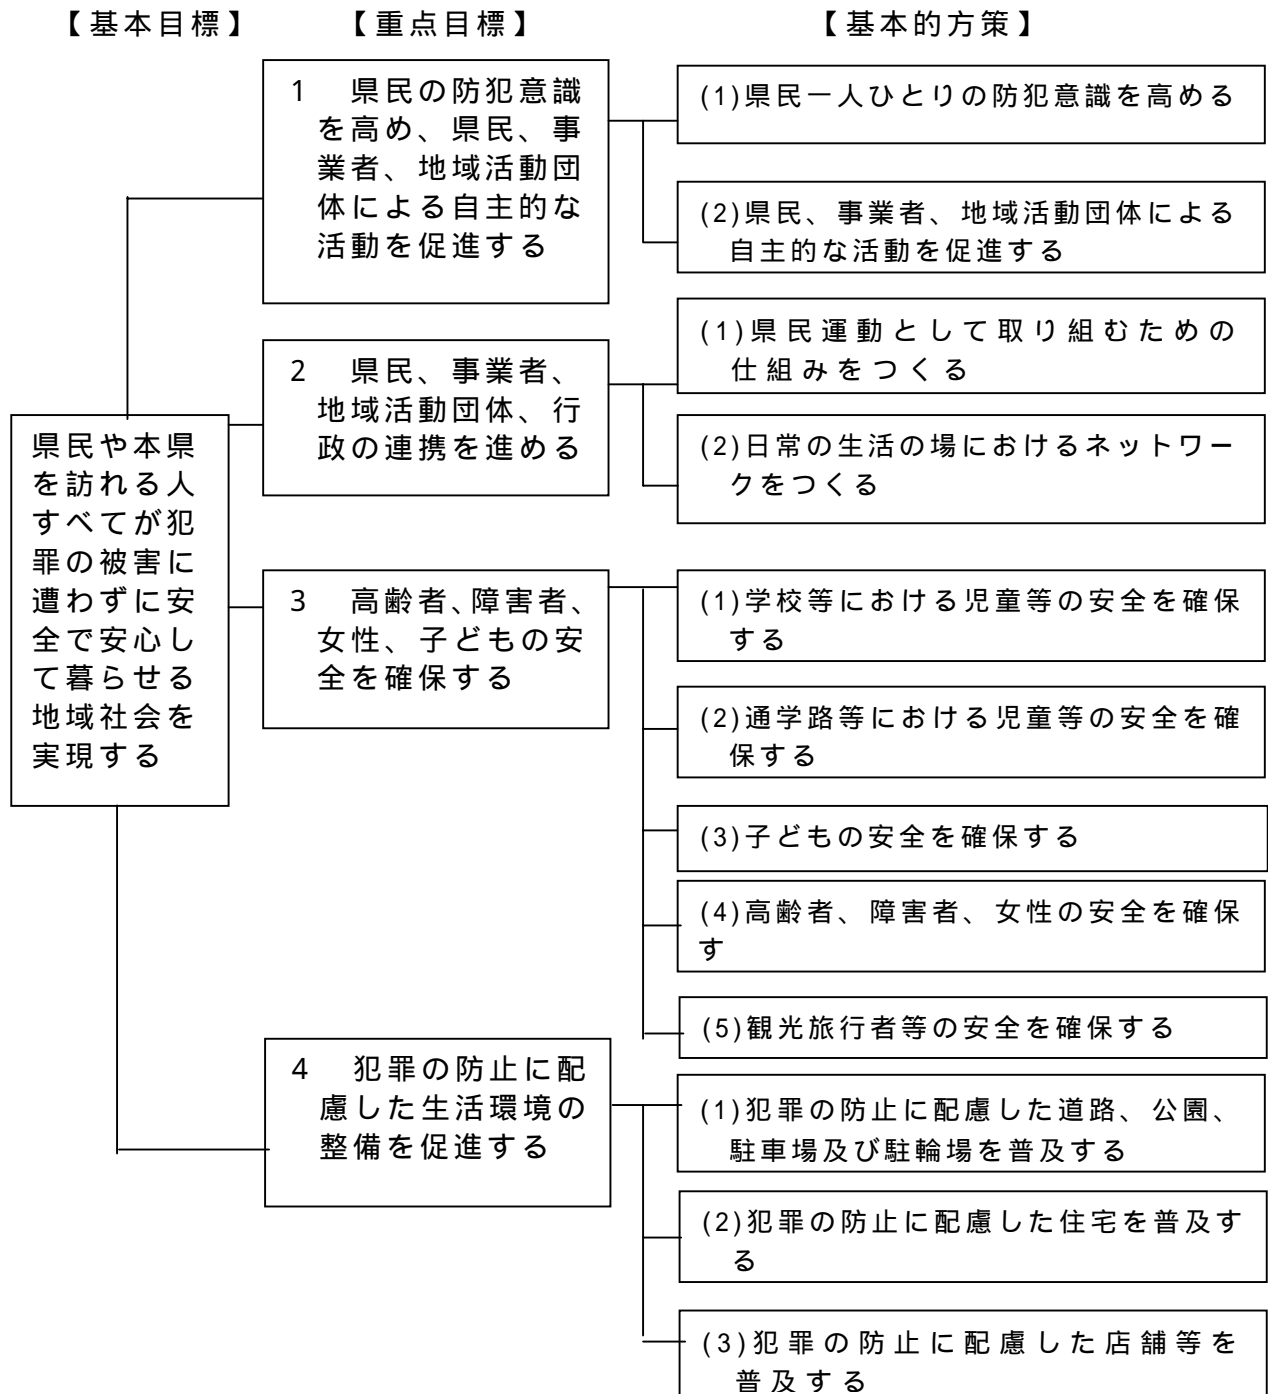 【基本目標】 【重点目標】 【基本的方策】
県民や本県
を訪れる人
すべてが犯
罪の被害に
遭わずに安
全で安心し
て暮らせる
地域社会を
実現する
1 県民の防犯意識
を高め、県民、事
業者、地域活動団
体による自主的な
活動を促進する
(1)県民一人ひとりの防犯意識を高める
(2)県民、事業者、地域活動団体による
自主的な活動を促進する
2 県民、事業者、
地域活動団体、行
政の連携を進める
(1)県民運動として取り組むための
仕組みをつくる
(2)日常の生活の場におけるネットワー
クをつくる
3 高齢者、障害者、
女性、子どもの安
全を確保する
(1)学校等における児童等の安全を確保
する
(2)通学路等における児童等の安全を確
保する
(3)子どもの安全を確保する
(4)高齢者、障害者、女性の安全を確保
す
(5)観光旅行者等の安全を確保する
4 犯罪の防止に配
慮した生活環境の
整備を促進する
(1)犯罪の防止に配慮した道路、公園、
駐車場及び駐輪場を普及する
(2)犯罪の防止に配慮した住宅を普及す
る
(3)犯罪の防止に配慮した店舗等を
普及する